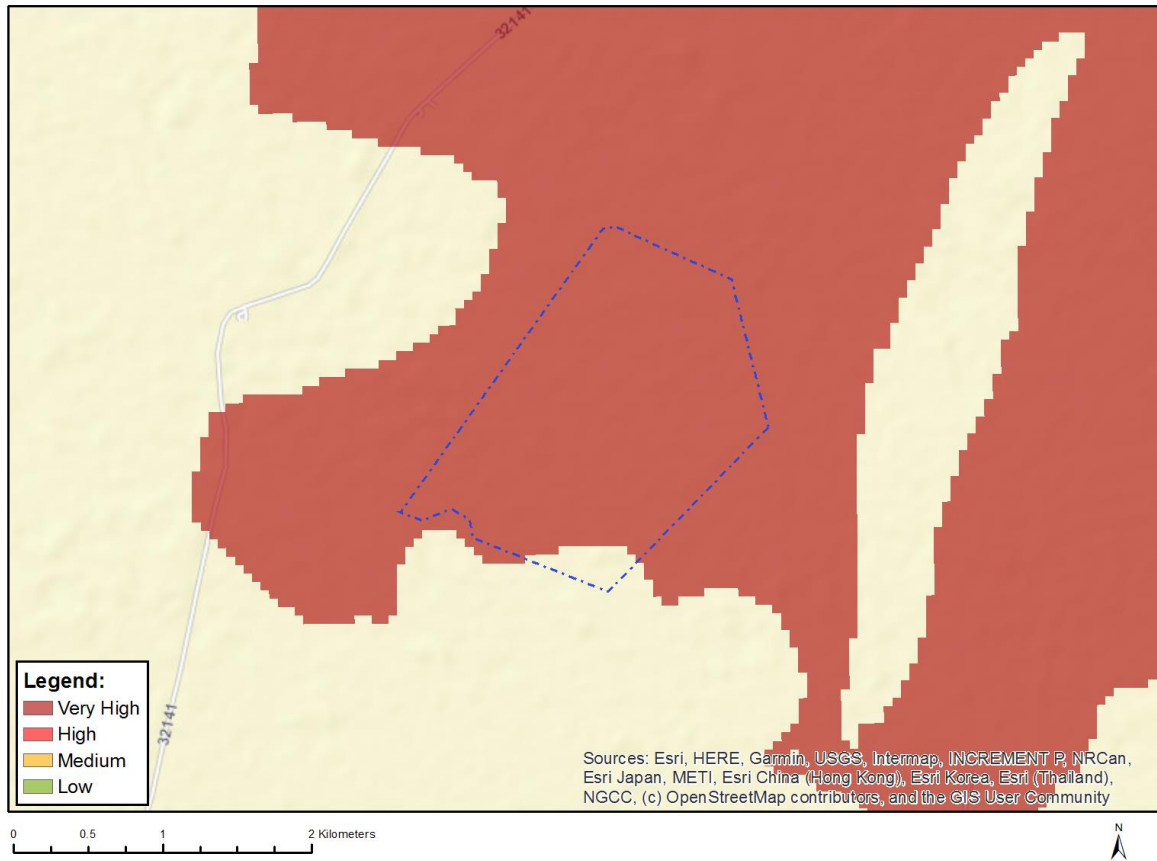 32141
Legend:
Very High
High
Medium
Low
32141
Sources: Esri, HERE, Garmin, USGS, Intermap, INCREMENT P, NRCan,
Esri Japan, METI, Esri China (Hong Kong), Esri Korea, Esri (Thailand),
NGCC, (c) OpenStreetMap contributors, and the GIS User Community
0 0.5 1 2 Kilometers
N